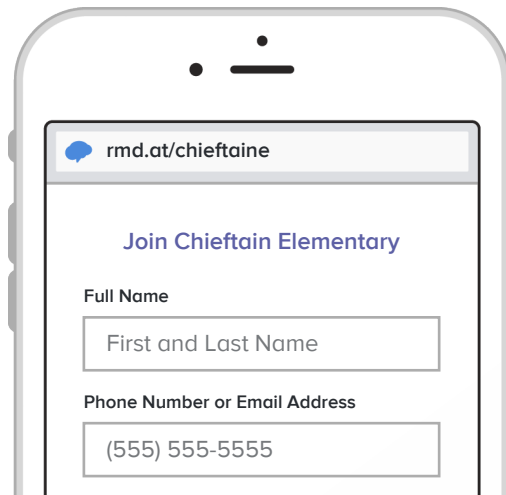 rmd.at/chieftaine
Join Chieftain Elementary
Full Name
First and Last Name
Phone Number or Email Address
(555) 555-5555